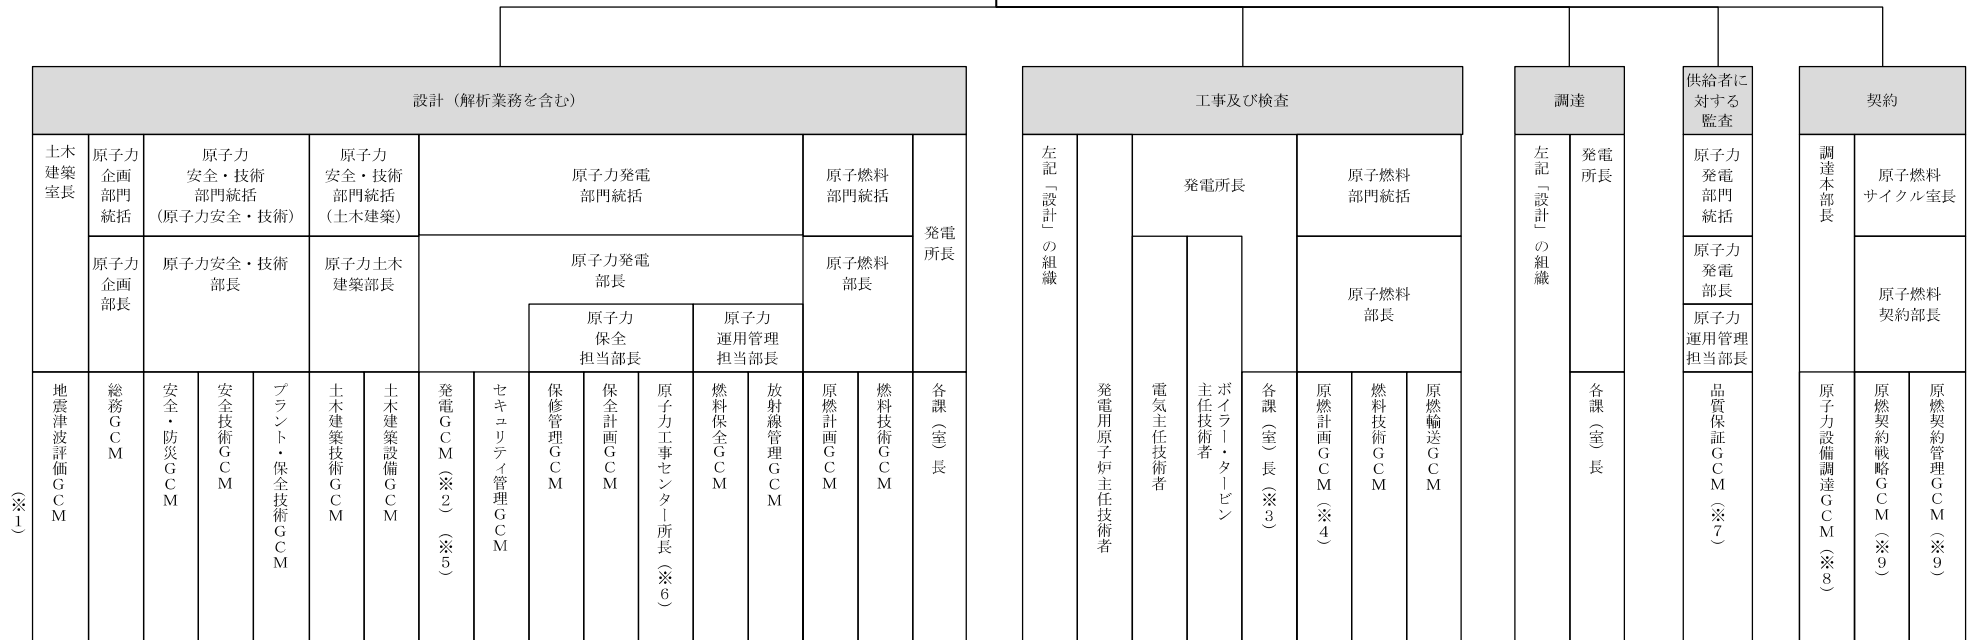 設計（解析業務を含む）
土木
建築
室長
原子力
企画
部門
統括
原子力
安全・技術
部門統括
（原子力安全・技術）
原子力
安全・技術
部門統括
（土木建築）
原子力発電
部門統括
原子燃料
部門統括
発電
所長
原子力
企画
部長
原子力安全・技術
部長
原子力土木
建築部長
原子力発電
部長
原子燃料
部長
原子力
保全
担当部長
原子力
運用管理
担当部長
（※１）
地震津波評価ＧＣＭ
総務ＧＣＭ
安全・防災ＧＣＭ
安全技術ＧＣＭ
プラント・保全技術ＧＣＭ
土木建築技術ＧＣＭ
土木建築設備ＧＣＭ
発電ＧＣＭ（※２）（※５）
セキュリティ管理ＧＣＭ
保修管理ＧＣＭ
保全計画ＧＣＭ
原子力工事センター所長（※６）
燃料保全ＧＣＭ
放射線管理ＧＣＭ
原燃計画ＧＣＭ
燃料技術ＧＣＭ
各課（室）長
工事及び検査
左記「設計」の組織
発電所長
原子燃料
部門統括
原子燃料
部長
発電用原子炉主任技術者
電気主任技術者
ボイラー・タービン
主任技術者
各課（室）長（※３）
原燃計画ＧＣＭ（※４）
燃料技術ＧＣＭ
原燃輸送ＧＣＭ
調達
左記「設計」の組織
発電
所長
各課（室）長
供給者に
対する
監査
原子力
発電
部門
統括
原子力
発電
部長
原子力
運用管理
担当部長
品質保証ＧＣＭ（※７）
契約
調達本部長
原子燃料
サイクル室長
原子燃料
契約部長
原子力設備調達ＧＣＭ（※８）
原燃契約戦略ＧＣＭ（※９）
原燃契約管理ＧＣＭ（※９）